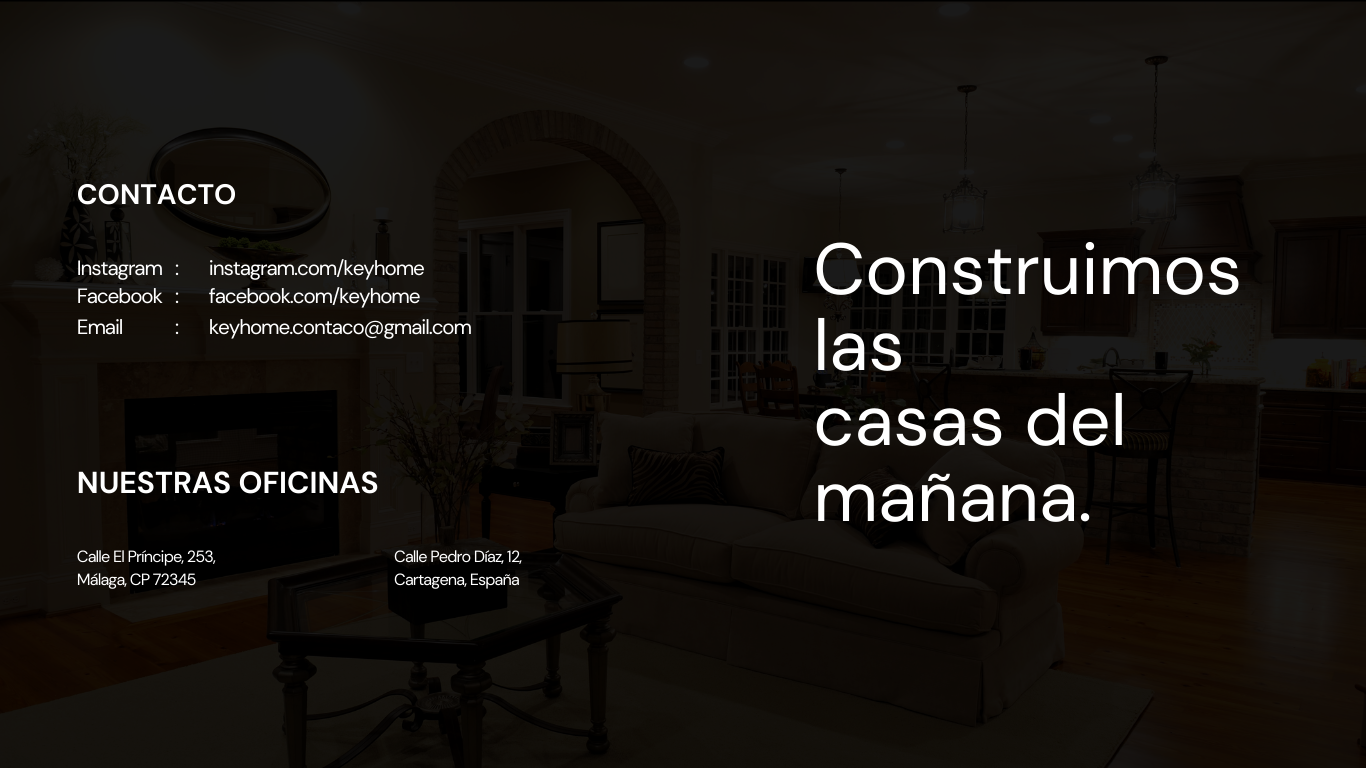 CONTACTO
Instagram : instagram.com/keyhome
Facebook : facebook.com/keyhome
Email : keyhome.contaco@gmail.com
NUESTRAS OFICINAS
Calle El Príncipe, 253,
Málaga, CP 72345
Calle Pedro Díaz, 12,
Cartagena, España
Construimos
las
casas del
mañana.